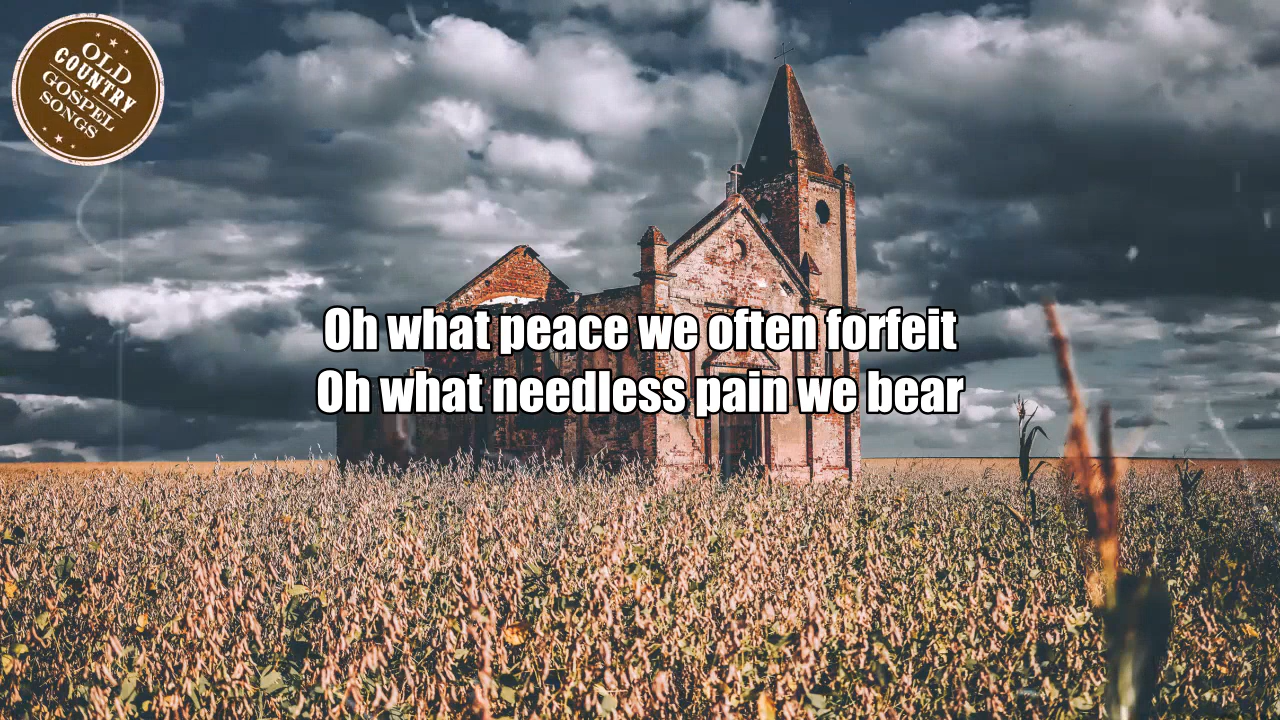 OLD
COUNTRY
GOSPEL
SONGS
Oh what peace we often forfeit
Oh what needless pain we bear